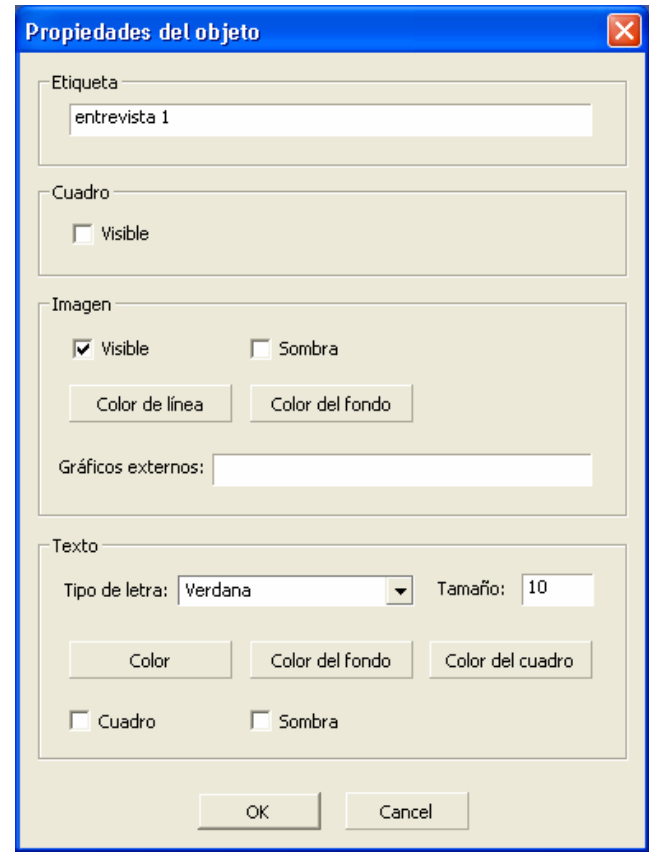 Propiedades del objeto
Etiqueta
entrevista 1
Cuadro
Visible
Imagen
Visible Sombra
Color de línea Color del fondo
Gráficos externos:
Texto
Tipo de letra: Verdana Tamaño: 10
Color Color del fondo Color del cuadro
Cuadro Sombra
OK Cancel